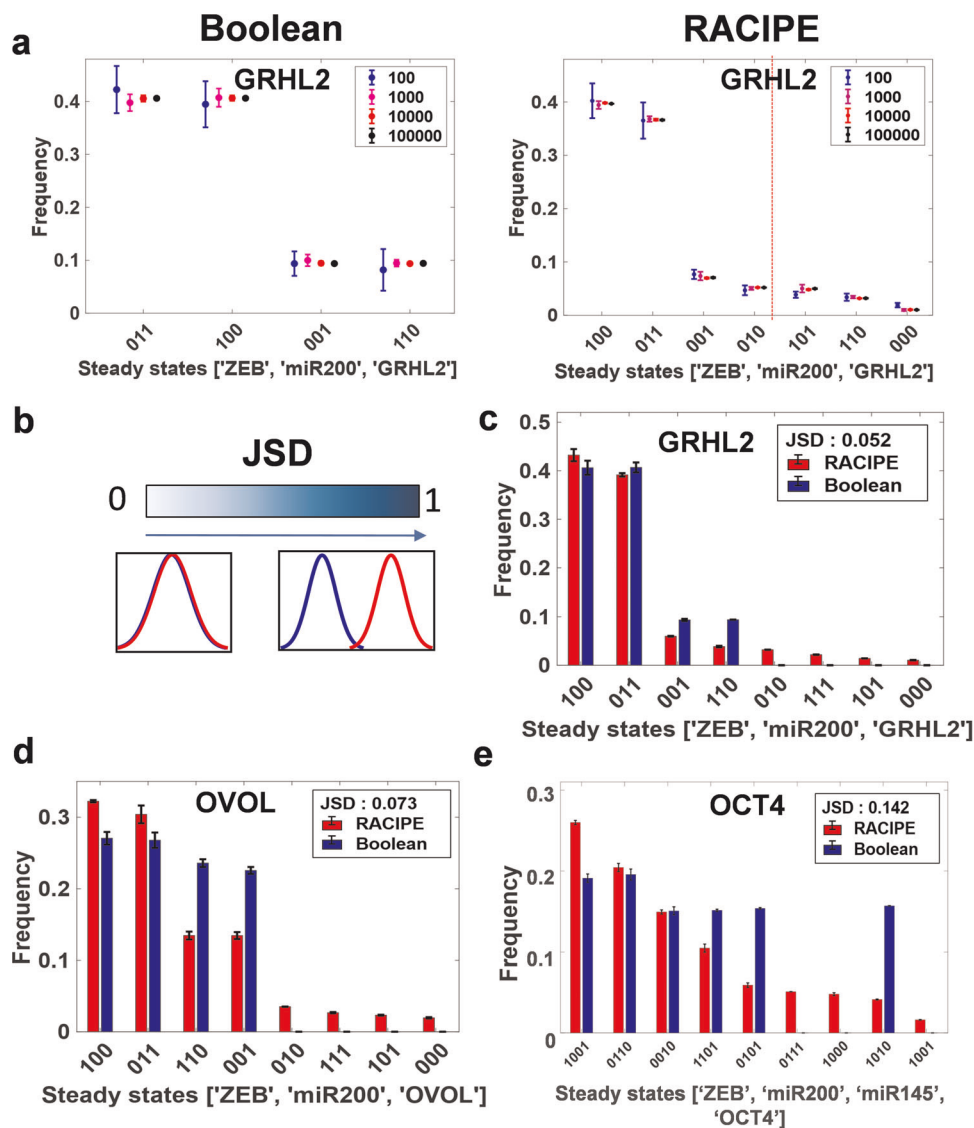 a
Boolean
GRHL2
100
1000
10000
100000
0.4
0.3
0.2
0.1
0
Frequency
011
100
001
110
Steady states ['ZEB', 'miR200', 'GRHL2']
RACIPE
GRHL2
100
1000
10000
100000
0.4
0.3
0.2
0.1
0
Frequency
100
011
001
010
101
110
000
Steady states ['ZEB', 'miR200', 'GRHL2']
b
JSD
0
1
c
GRHL2
JSD : 0.052
RACIPE
Boolean
0.5
0.4
0.3
0.2
0.1
0
Frequency
100
011
001
110
010
111
101
000
Steady states ['ZEB', 'miR200', 'GRHL2']
d
OVOL
JSD : 0.073
RACIPE
Boolean
0.3
0.2
0.1
0
Frequency
100
011
110
001
010
111
101
000
Steady states ['ZEB', 'miR200', 'OVOL']
e
OCT4
JSD : 0.142
RACIPE
Boolean
0.3
0.2
0.1
0
Frequency
1001
0110
0010
1101
0101
0111
1000
1010
1001
Steady states [‘ZEB’, ‘miR200’, ‘miR145’,
‘OCT4’]